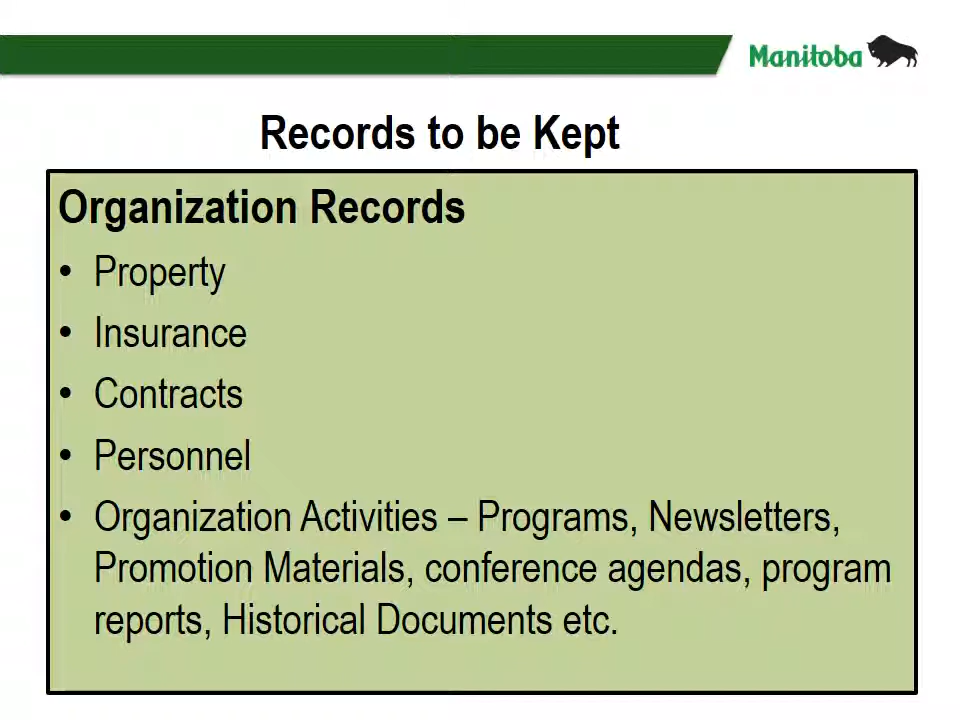 Manitoba
Records to be Kept
Organization Records
• Property
• Insurance
• Contracts
• Personnel
• Organization Activities – Programs, Newsletters,
Promotion Materials, conference agendas, program
reports, Historical Documents etc.